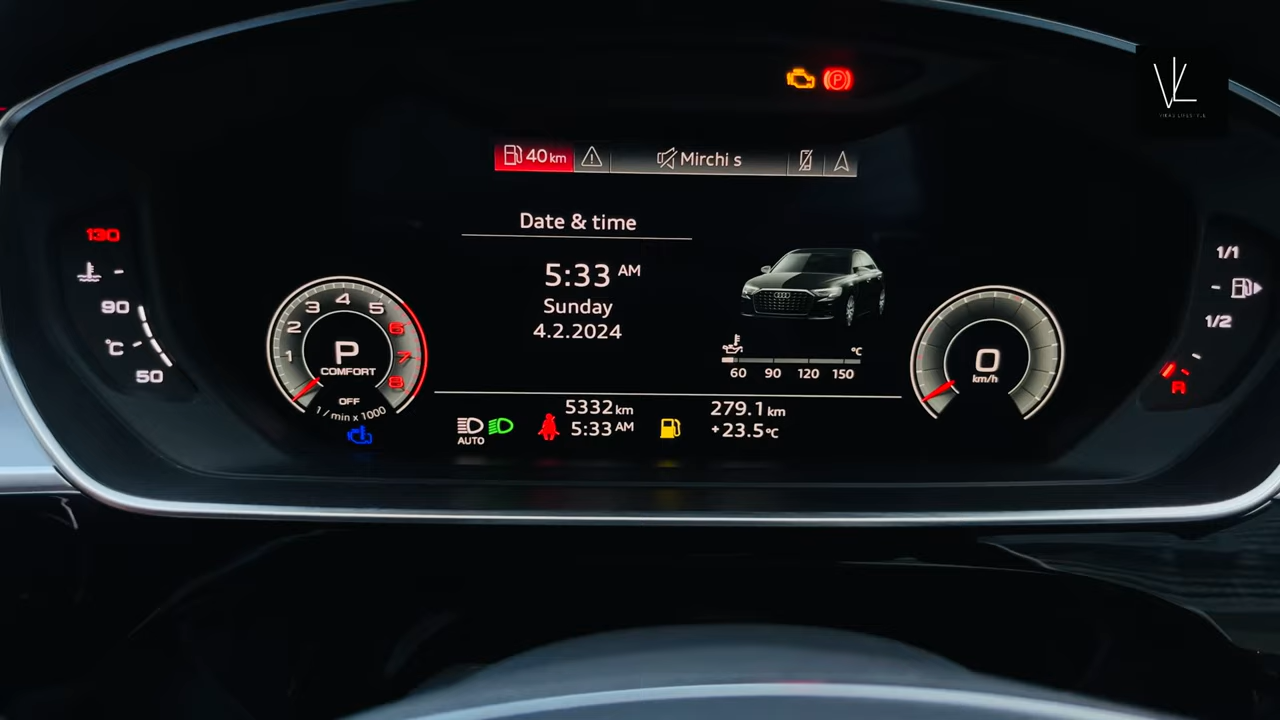 VL
P
40 km
Mirchi s
Date & time
5:33 AM
Sunday
4.2.2024
130
90
°C
50
1 2 3 4 5 6 7 8
P
COMFORT
OFF
1 / min x 1000
°C
60 90 120 150
0
km/h
1/1
1/2
R
AUTO
5332 km
5:33 AM
279.1 km
+23.5°C